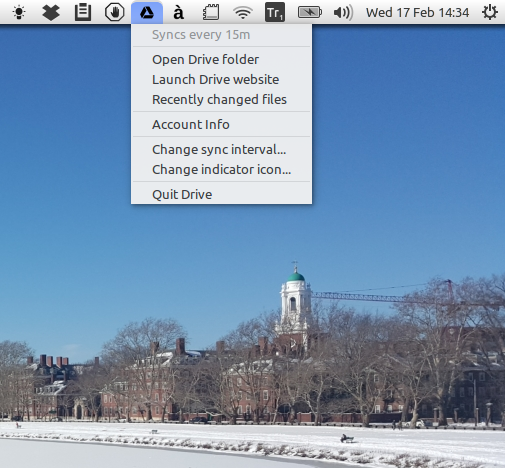 à
Tr1
Wed 17 Feb 14:34
Syncs every 15m
Open Drive folder
Launch Drive website
Recently changed files
Account Info
Change sync interval...
Change indicator icon...
Quit Drive